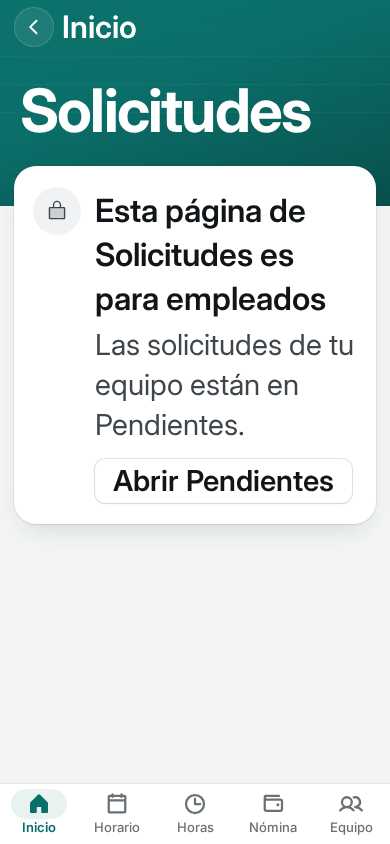 Inicio
Solicitudes
Esta página de
Solicitudes es
para empleados
Las solicitudes de tu
equipo están en
Pendientes.
Abrir Pendientes
Inicio
Horario
Horas
Nómina
Equipo